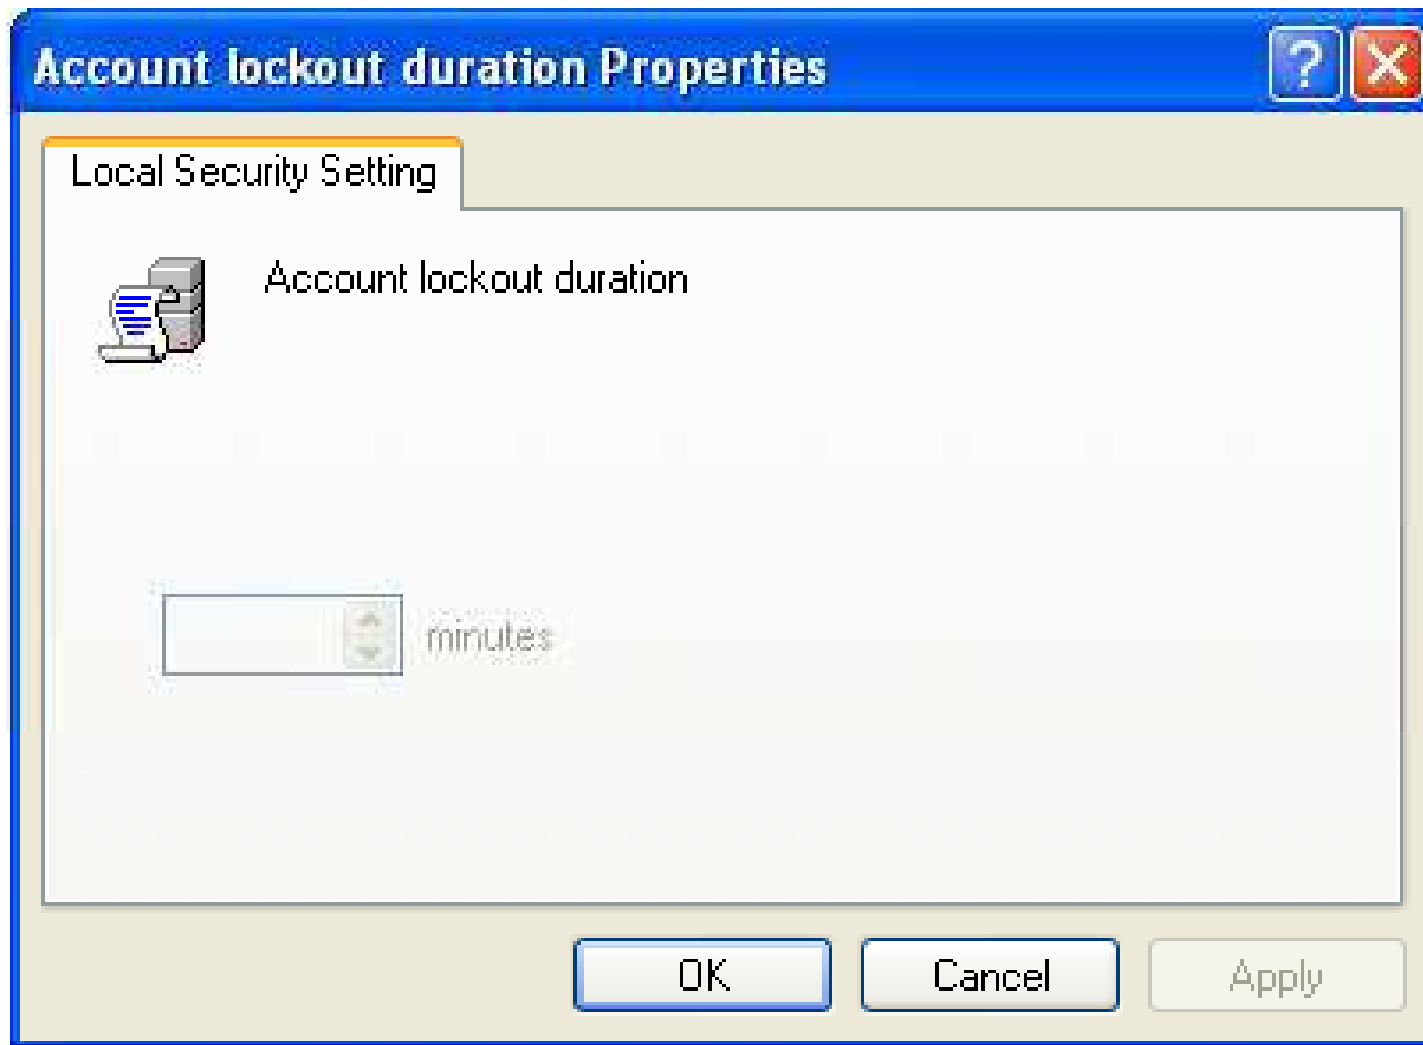 Account lockout duration Properties
?
Local Security Setting
Account lockout duration
minutes
OK Cancel Apply